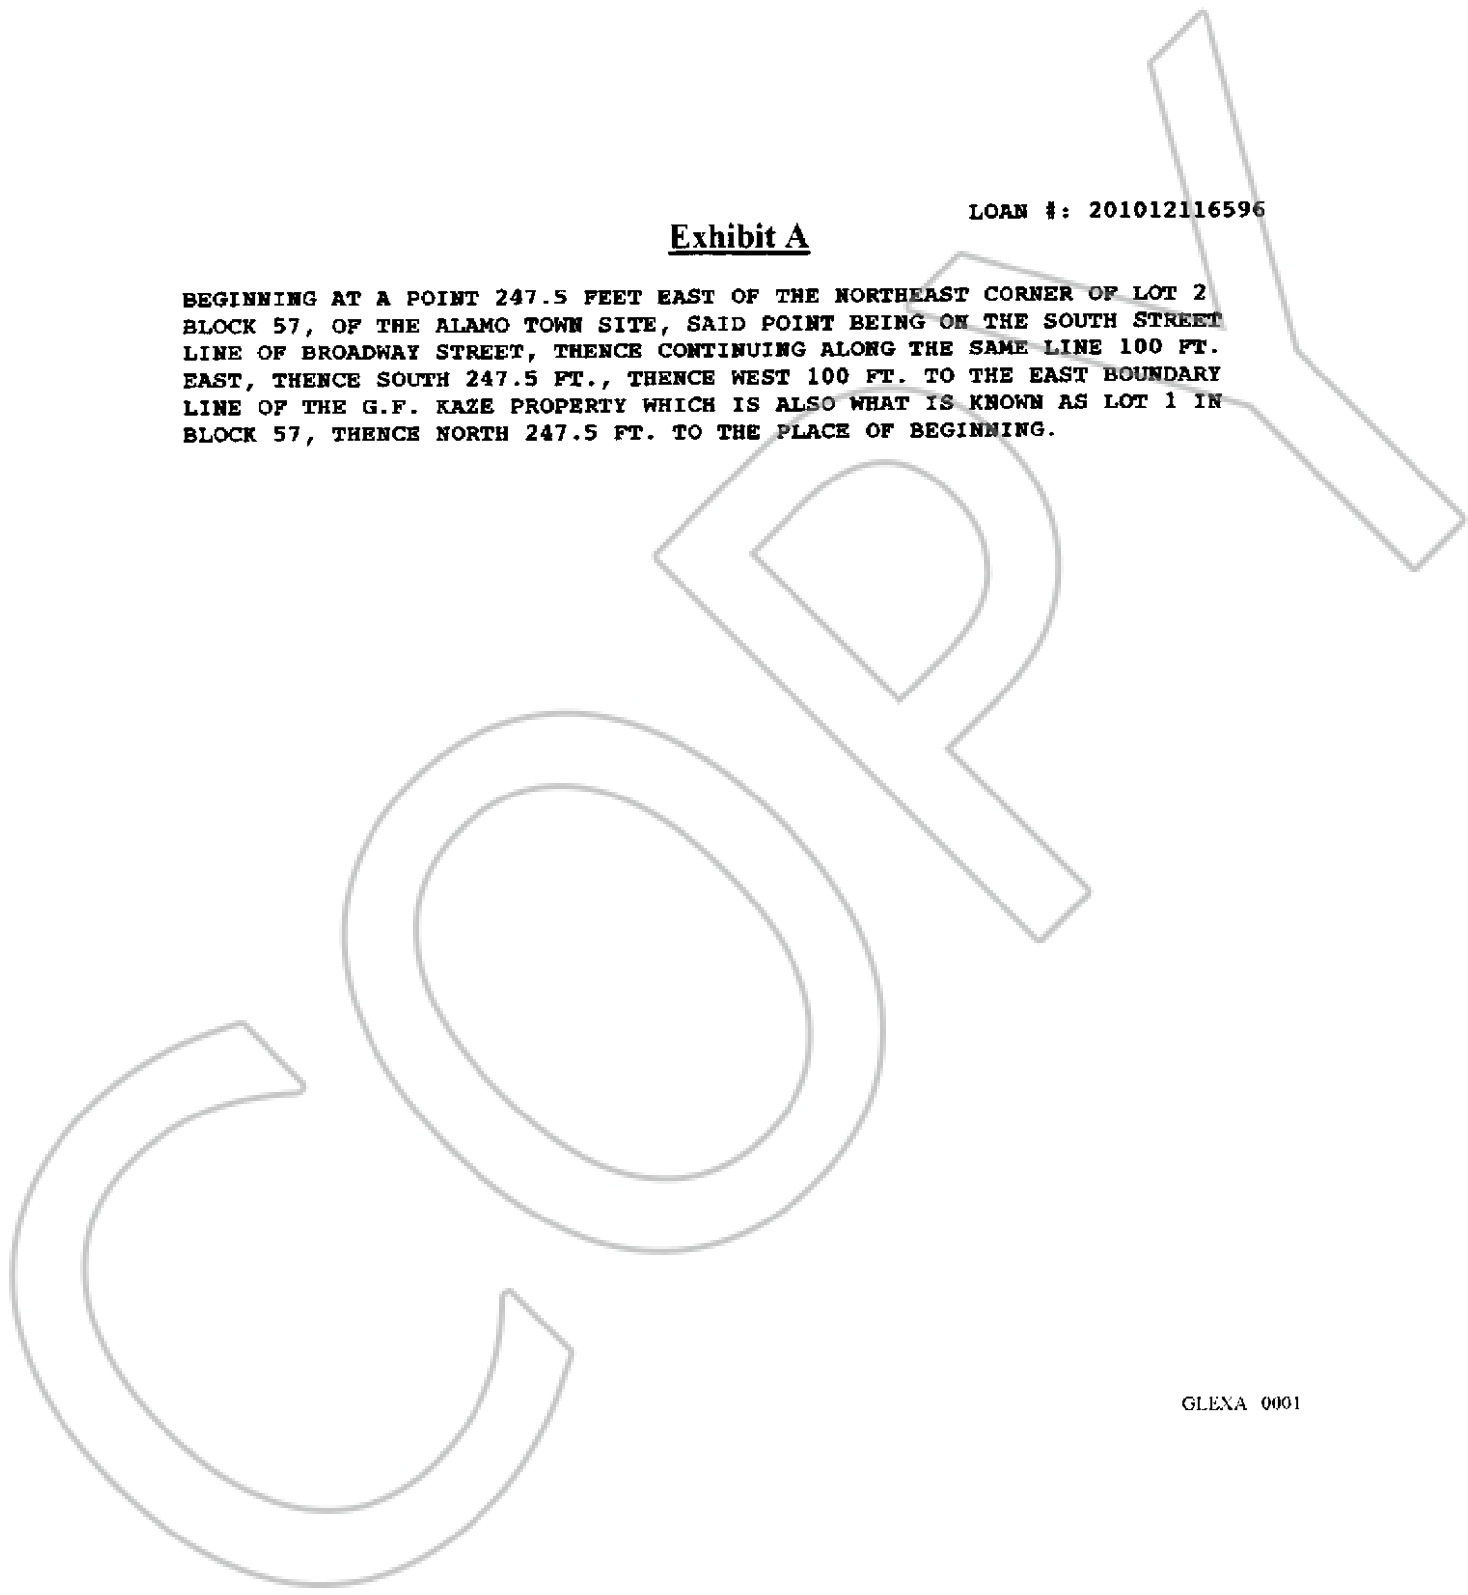 LOAN #: 201012116596
Exhibit A
BEGINNING AT A POINT 247.5 FEET EAST OF THE NORTHEAST CORNER OF LOT 2
BLOCK 57, OF THE ALAMO TOWN SITE, SAID POINT BEING ON THE SOUTH STREET
LINE OF BROADWAY STREET, THENCE CONTINUING ALONG THE SAME LINE 100 FT.
EAST, THENCE SOUTH 247.5 FT., THENCE WEST 100 FT. TO THE EAST BOUNDARY
LINE OF THE G.F. KAZE PROPERTY WHICH IS ALSO WHAT IS KNOWN AS LOT 1 IN
BLOCK 57, THENCE NORTH 247.5 FT. TO THE PLACE OF BEGINNING.
COPY
GLEXA 0001